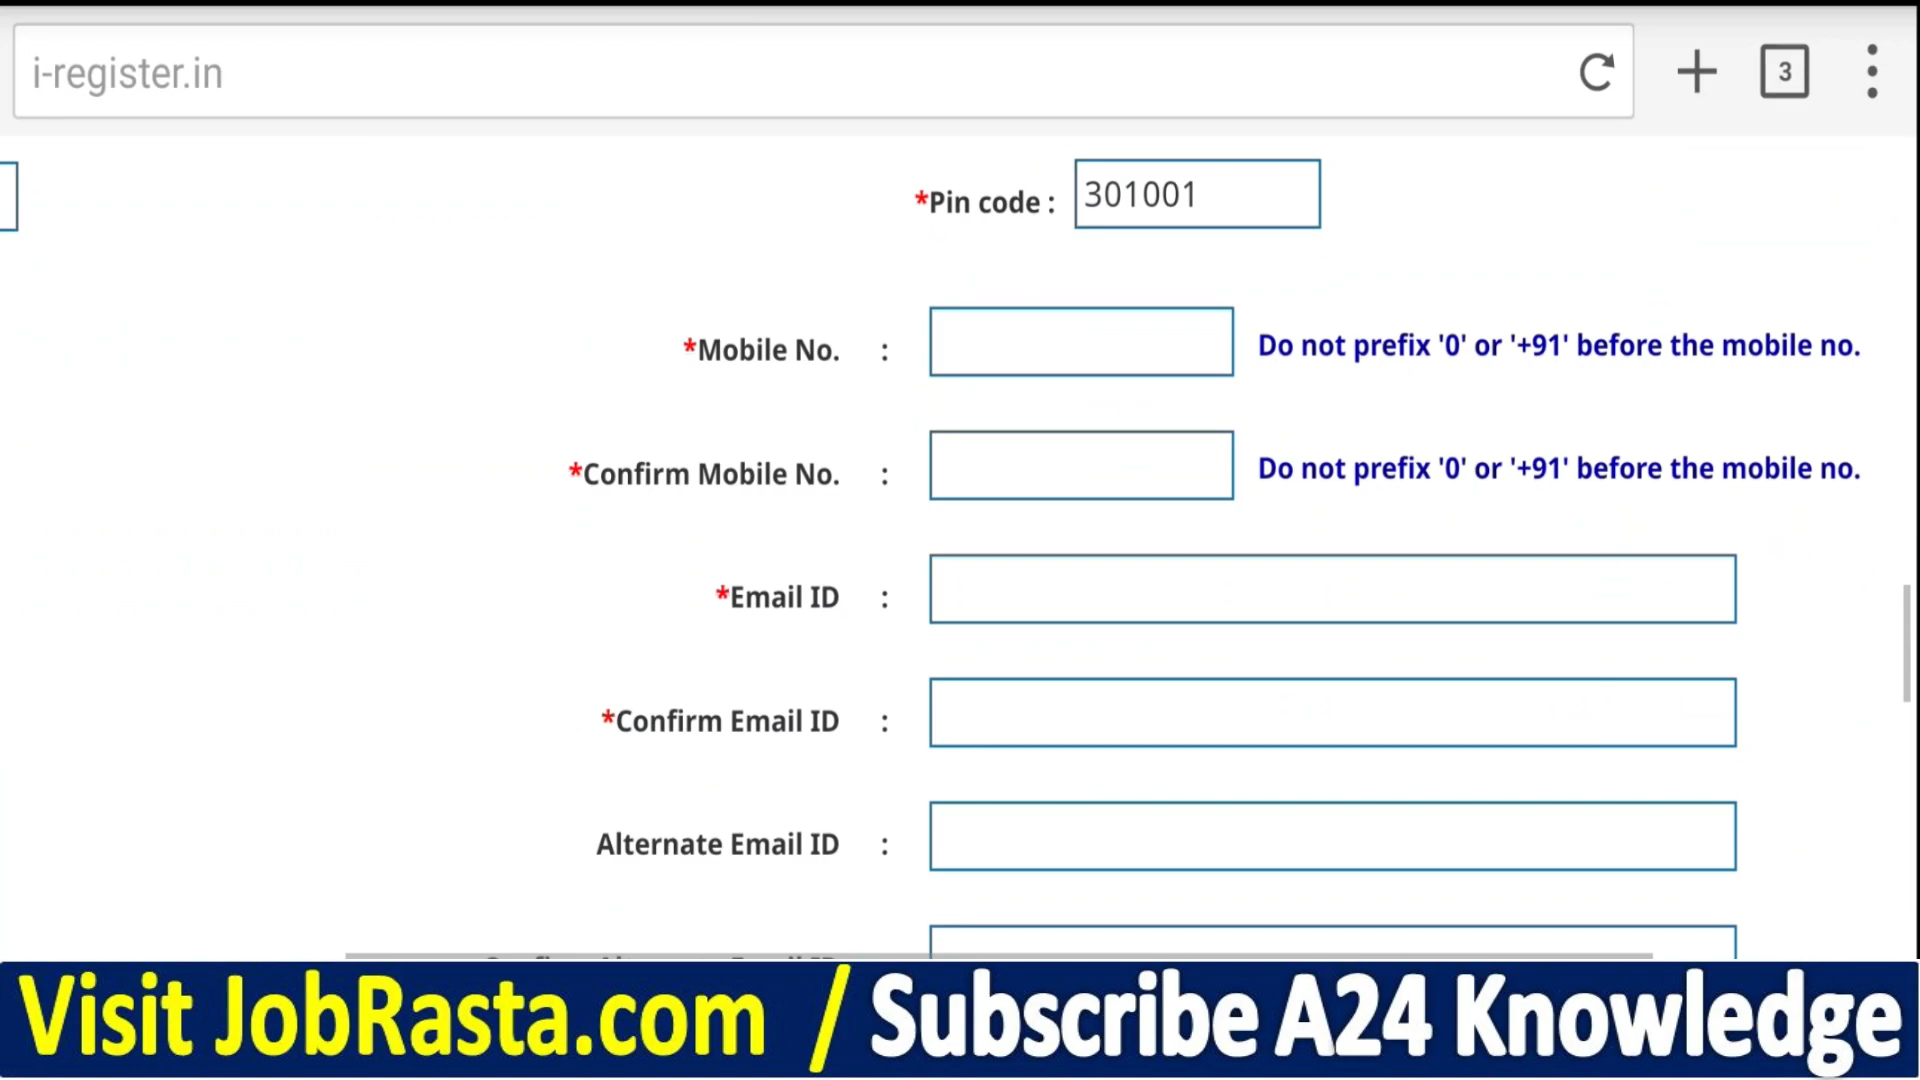 i-register.in
3
*Pin code : 301001
*Mobile No. : Do not prefix '0' or '+91' before the mobile no.
*Confirm Mobile No. : Do not prefix '0' or '+91' before the mobile no.
*Email ID :
*Confirm Email ID :
Alternate Email ID :
Visit JobRasta.com / Subscribe A24 Knowledge